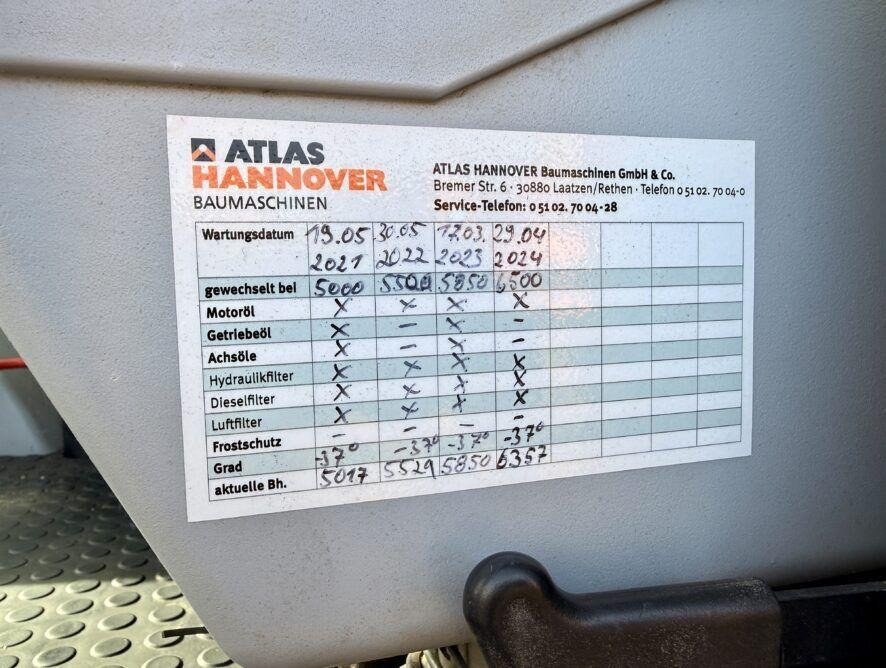 ATLAS
HANNOVER
BAUMASCHINEN
ATLAS HANNOVER Baumaschinen GmbH & Co.
Bremer Str. 6 · 30880 Laatzen/Rethen · Telefon 0 51 02. 70 04-0
Service-Telefon: 0 51 02. 70 04-28
Wartungsdatum 19.05 30.05 17.03. 29.04
2021 2022 2023 2024
gewechselt bei 5000 5500 5850 6500
Motoröl X X X X
Getriebeöl X – X –
Achsöle X – X –
Hydraulikfilter X X X X
Dieselfilter X X X X
Luftfilter X X X –
Frostschutz – – –
Grad -37° -37° -37° -37°
aktuelle Bh. 5017 5529 5850 6357